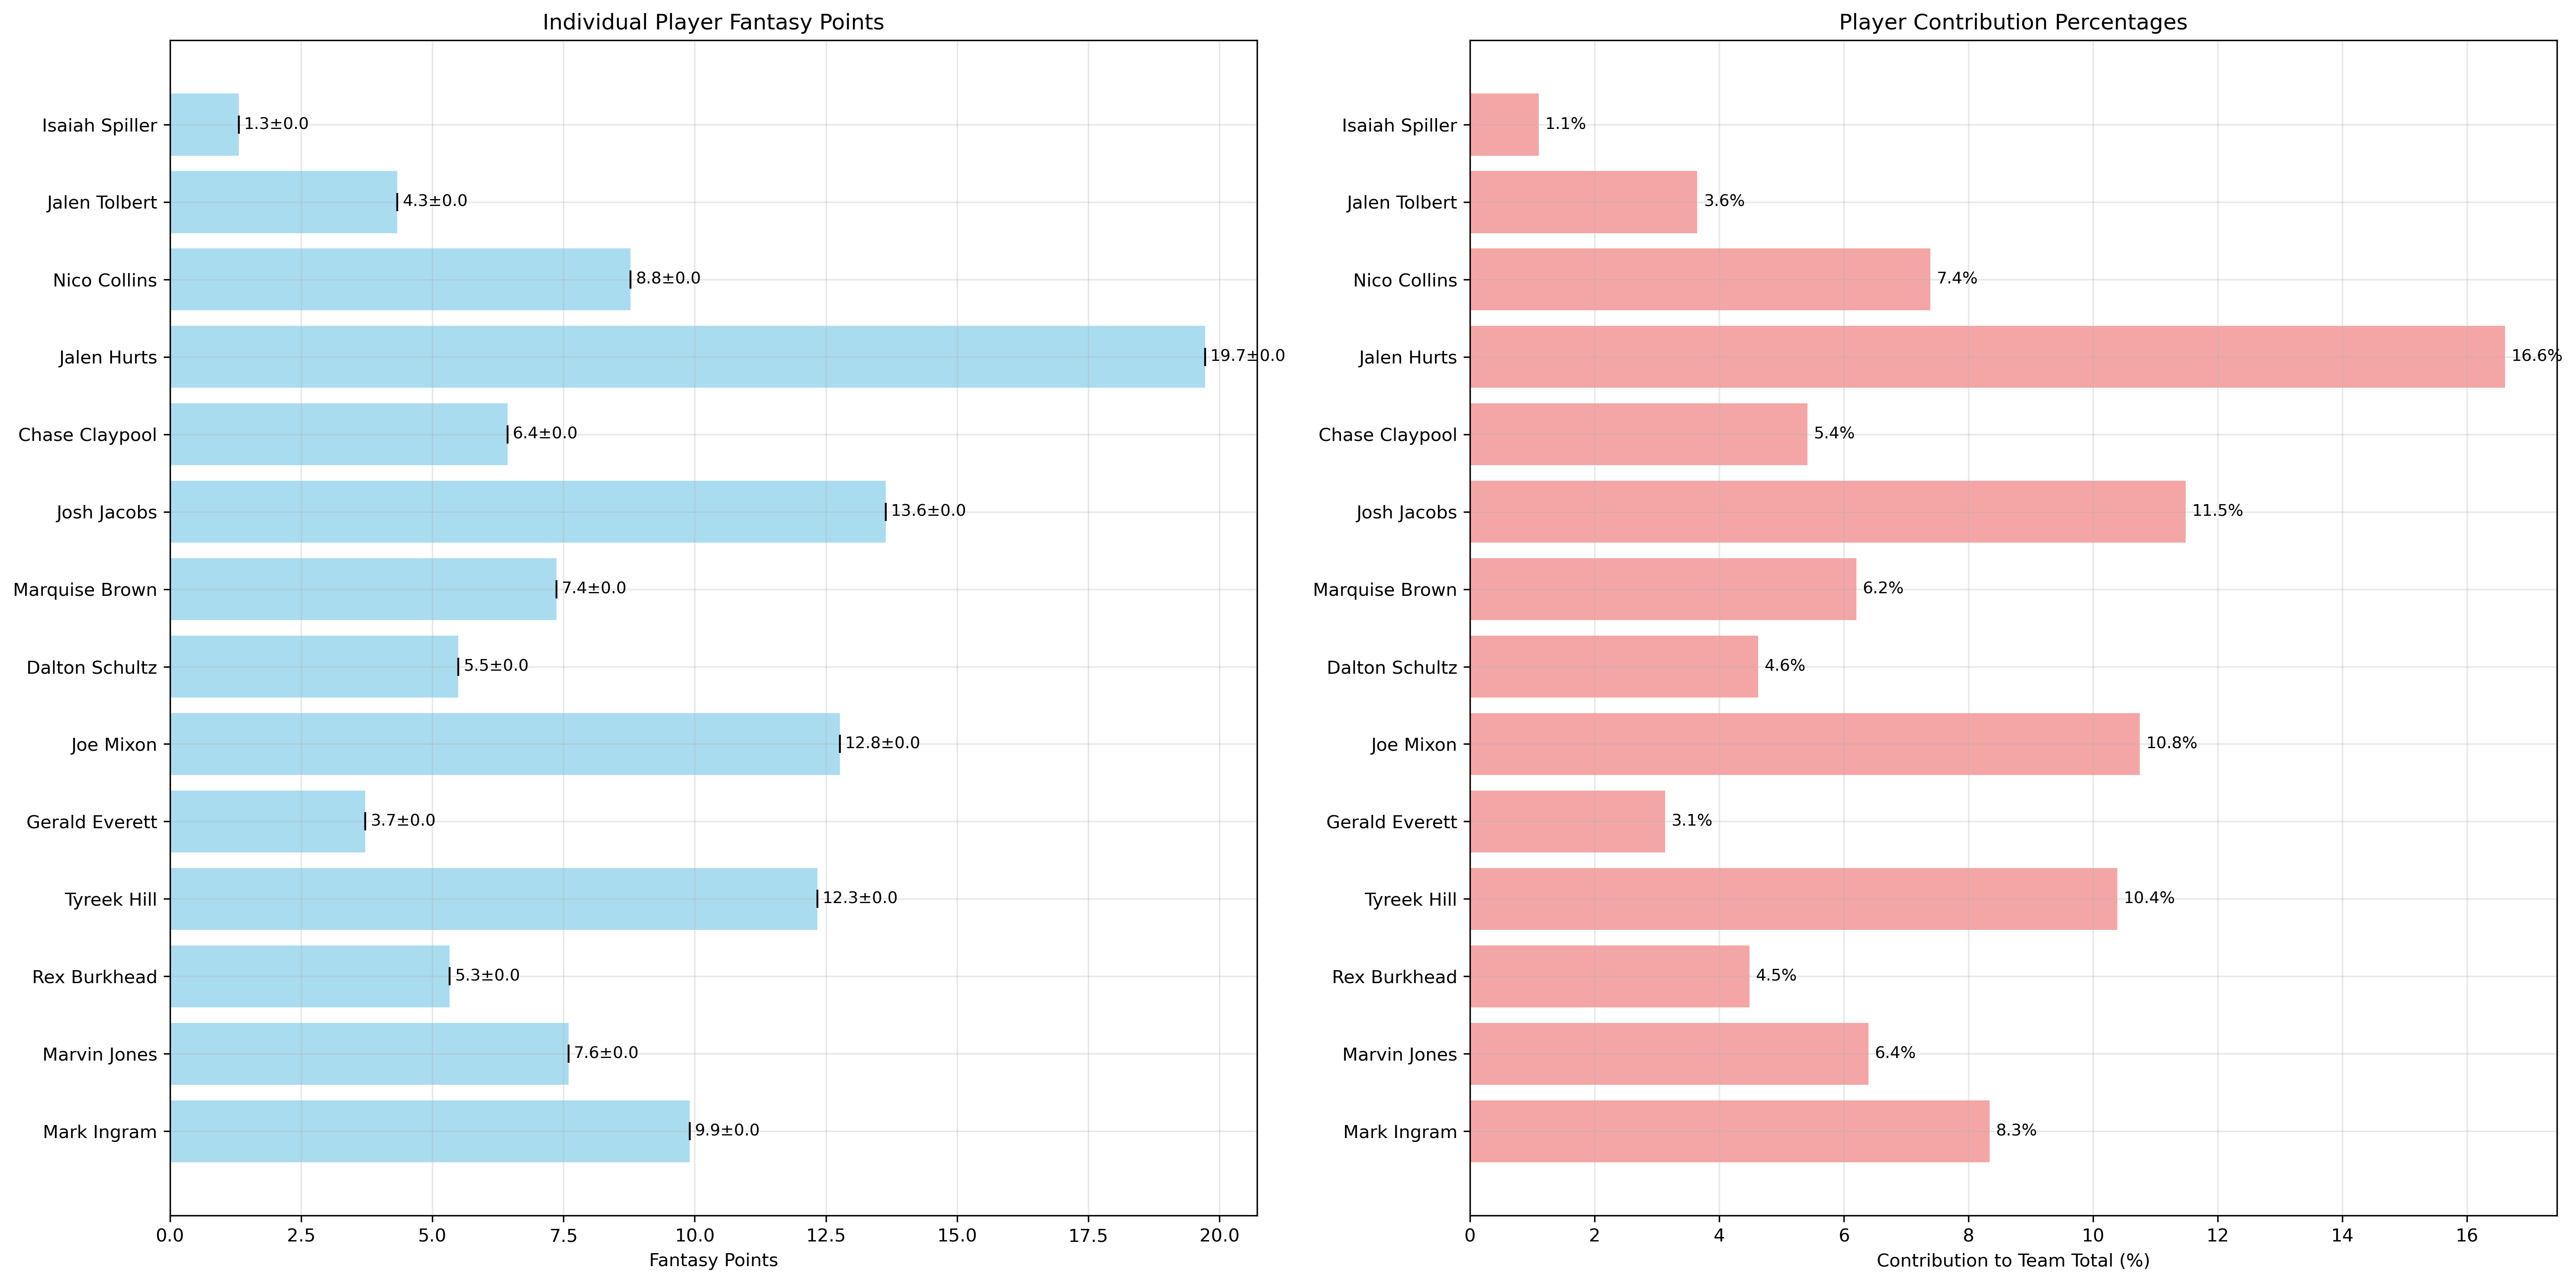 Individual Player Fantasy Points
Isaiah Spiller 1.3±0.0
Jalen Tolbert 4.3±0.0
Nico Collins 8.8±0.0
Jalen Hurts 19.7±0.0
Chase Claypool 6.4±0.0
Josh Jacobs 13.6±0.0
Marquise Brown 7.4±0.0
Dalton Schultz 5.5±0.0
Joe Mixon 12.8±0.0
Gerald Everett 3.7±0.0
Tyreek Hill 12.3±0.0
Rex Burkhead 5.3±0.0
Marvin Jones 7.6±0.0
Mark Ingram 9.9±0.0
0.0 2.5 5.0 7.5 10.0 12.5 15.0 17.5 20.0
Fantasy Points
Player Contribution Percentages
Isaiah Spiller 1.1%
Jalen Tolbert 3.6%
Nico Collins 7.4%
Jalen Hurts 16.6%
Chase Claypool 5.4%
Josh Jacobs 11.5%
Marquise Brown 6.2%
Dalton Schultz 4.6%
Joe Mixon 10.8%
Gerald Everett 3.1%
Tyreek Hill 10.4%
Rex Burkhead 4.5%
Marvin Jones 6.4%
Mark Ingram 8.3%
0 2 4 6 8 10 12 14 16
Contribution to Team Total (%)